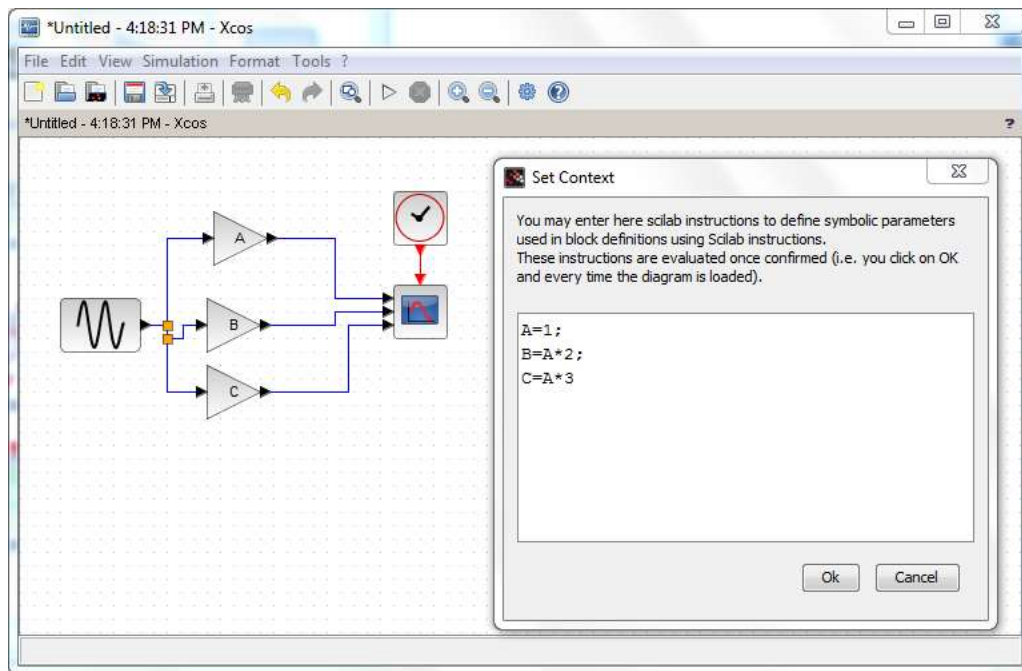 *Untitled - 4:18:31 PM - Xcos
File Edit View Simulation Format Tools ?
*Untitled - 4:18:31 PM - Xcos ?
A
B
C
Set Context
You may enter here scilab instructions to define symbolic parameters
used in block definitions using Scilab instructions.
These instructions are evaluated once confirmed (i.e. you click on OK
and every time the diagram is loaded).
A=1;
B=A*2;
C=A*3
Ok Cancel